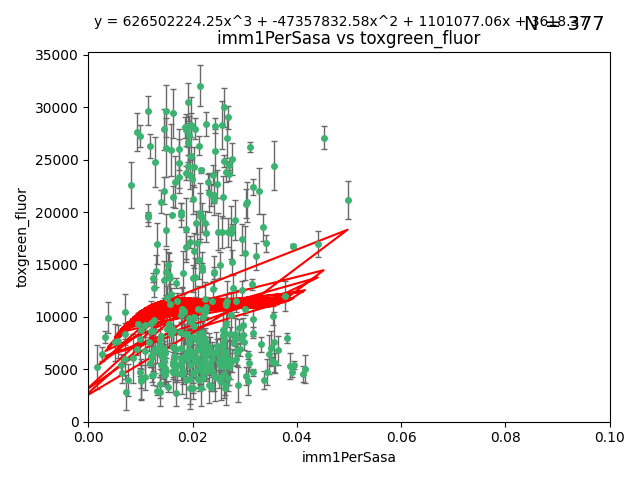 y = 626502224.25x^3 + -47357832.58x^2 + 1101077.06x + 3618.37
N = 377
imm1PerSasa vs toxgreen_fluor
35000
30000
25000
20000
15000
10000
5000
0
toxgreen_fluor
0.00 0.02 0.04 0.06 0.08 0.10
imm1PerSasa